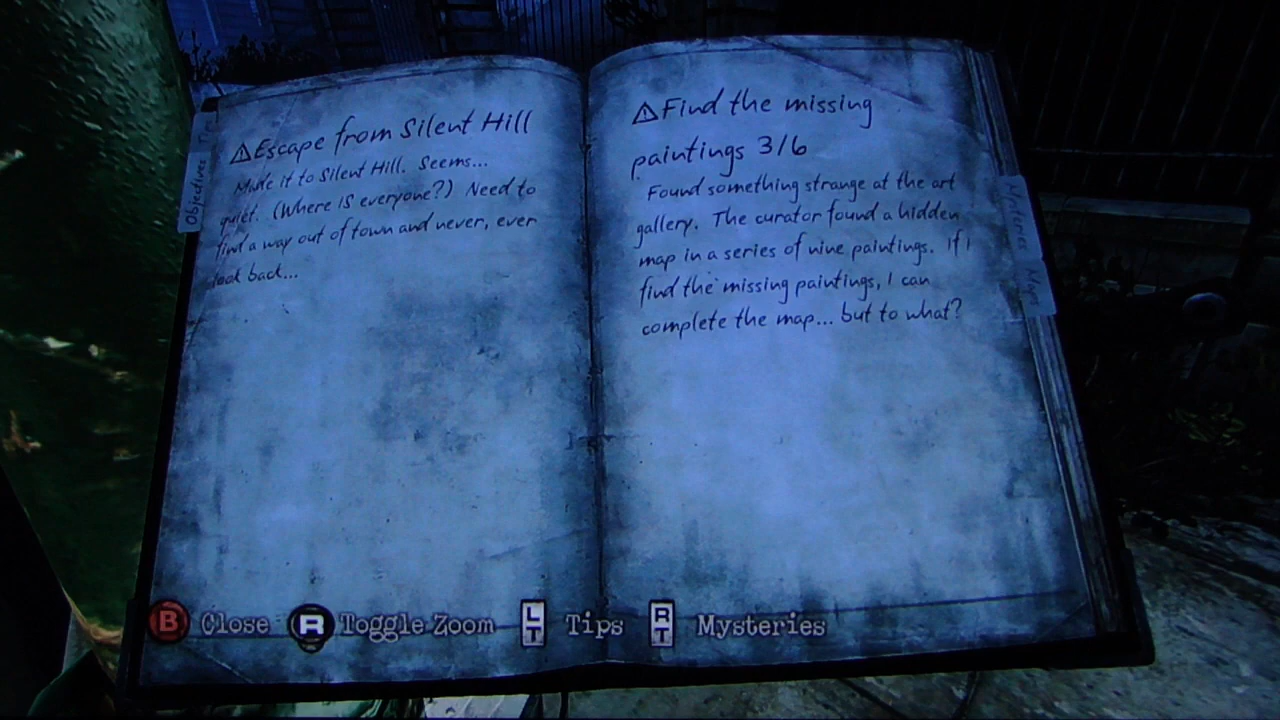 Objectives
⚠Escape from Silent Hill
Made it to Silent Hill. Seems...
quiet. (Where IS everyone?) Need to
find a way out of town and never, ever
look back...
⚠Find the missing
paintings 3/6
Found something strange at the art
gallery. The curator found a hidden
map in a series of nine paintings. If I
find the missing paintings, I can
complete the map... but to what?
Mysteries
Maps
B Close R Toggle Zoom LT Tips RT Mysteries